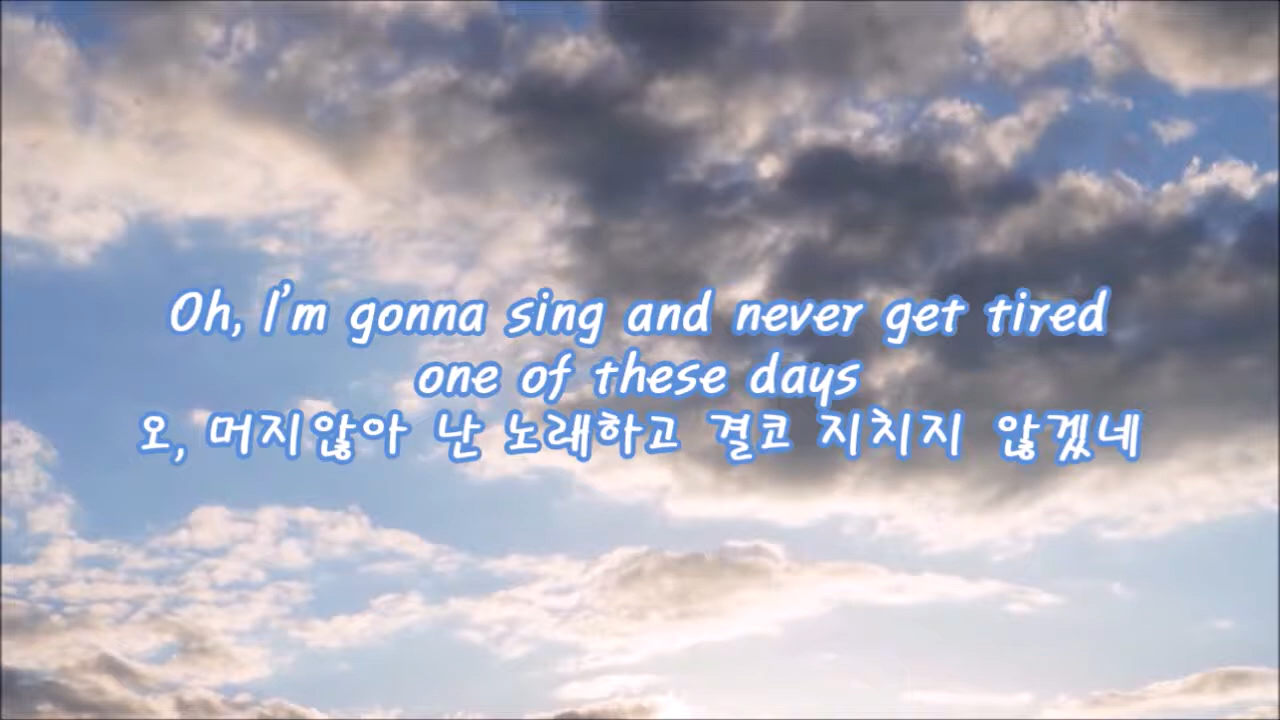 Oh, I'm gonna sing and never get tired
one of these days
오, 머지않아 난 노래하고 결코 지치지 않겠네